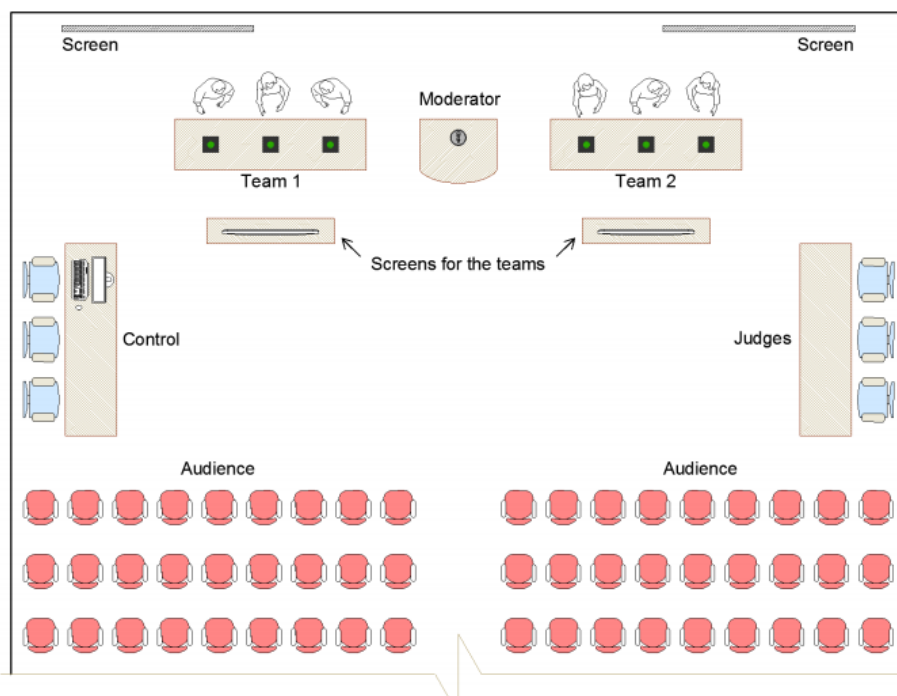 Screen
Screen
Moderator
Team 1
Team 2
Screens for the teams
Control
Judges
Audience
Audience